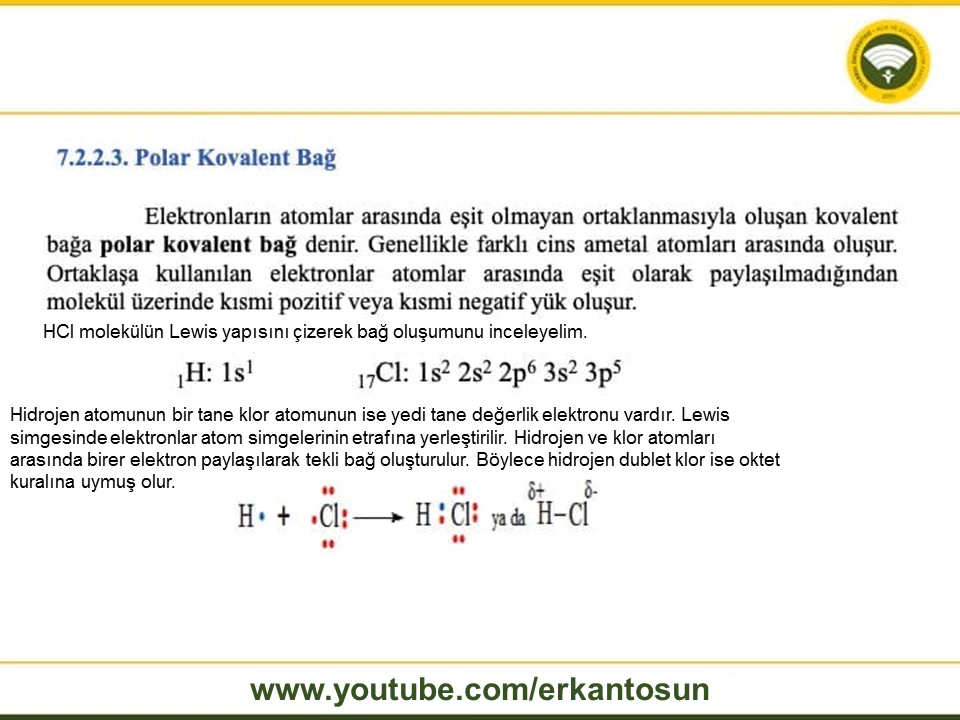 7.2.2.3. Polar Kovalent Bağ
Elektronların atomlar arasında eşit olmayan ortaklanmasıyla oluşan kovalent
bağa polar kovalent bağ denir. Genellikle farklı cins ametal atomları arasında oluşur.
Ortaklaşa kullanılan elektronlar atomlar arasında eşit olarak paylaşılmadığından
molekül üzerinde kısmi pozitif veya kısmi negatif yük oluşur.
HCl molekülün Lewis yapısını çizerek bağ oluşumunu inceleyelim.
₁H: 1s¹ ₁₇Cl: 1s² 2s² 2p⁶ 3s² 3p⁵
Hidrojen atomunun bir tane klor atomunun ise yedi tane değerlik elektronu vardır. Lewis
simgesinde elektronlar atom simgelerinin etrafına yerleştirilir. Hidrojen ve klor atomları
arasında birer elektron paylaşılarak tekli bağ oluşturulur. Böylece hidrojen dublet klor ise oktet
kuralına uymuş olur.
δ+ δ-
H· + ·Cl: → H:Cl: ya da H–Cl
www.youtube.com/erkantosun